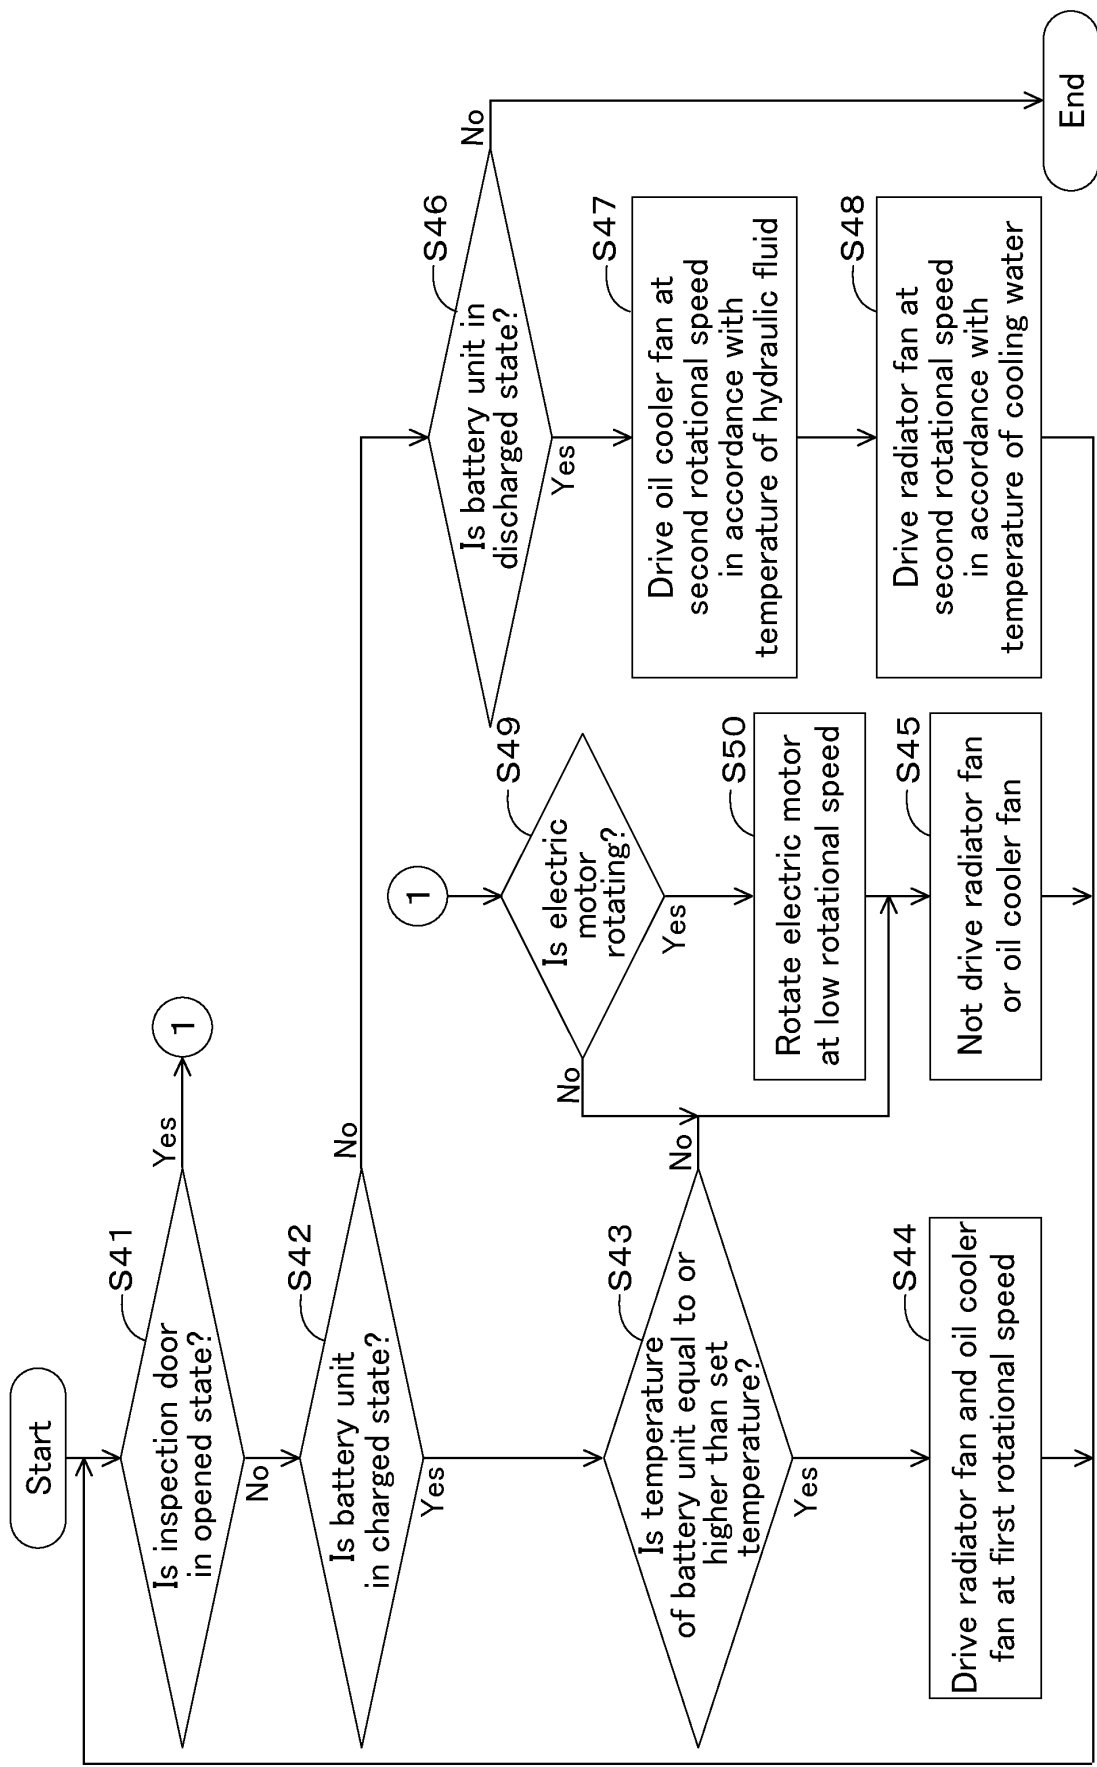 Start
S41
Is inspection door
in opened state?
Yes
1
No
S42
Is battery unit
in charged state?
No
Yes
S43
Is temperature
of battery unit equal to or
higher than set
temperature?
No
Yes
S44
Drive radiator fan and oil cooler
fan at first rotational speed
1
S49
Is electric
motor
rotating?
No
Yes
S50
Rotate electric motor
at low rotational speed
S45
Not drive radiator fan
or oil cooler fan
S46
Is battery unit in
discharged state?
No
Yes
S47
Drive oil cooler fan at
second rotational speed
in accordance with
temperature of hydraulic fluid
S48
Drive radiator fan at
second rotational speed
in accordance with
temperature of cooling water
End